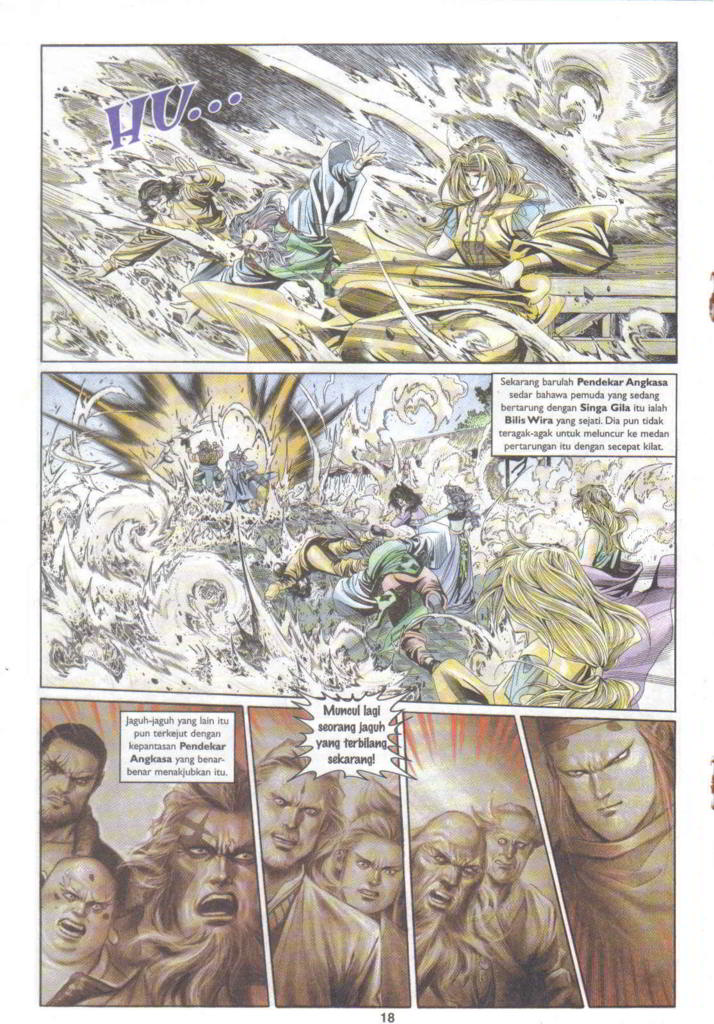 HU...
Sekarang barulah Pendekar Angkasa
sedar bahawa pemuda yang sedang
bertarung dengan Singa Gila itu ialah
Bilis Wira yang sejati. Dia pun tidak
teragak-agak untuk meluncur ke medan
pertarungan itu dengan secepat kilat.
Jaguh-jaguh yang lain itu
pun terkejut dengan
kepantasan Pendekar
Angkasa yang benar-
benar menakjubkan itu.
Muncul lagi
seorang jaguh
yang terbilang
sekarang!
18